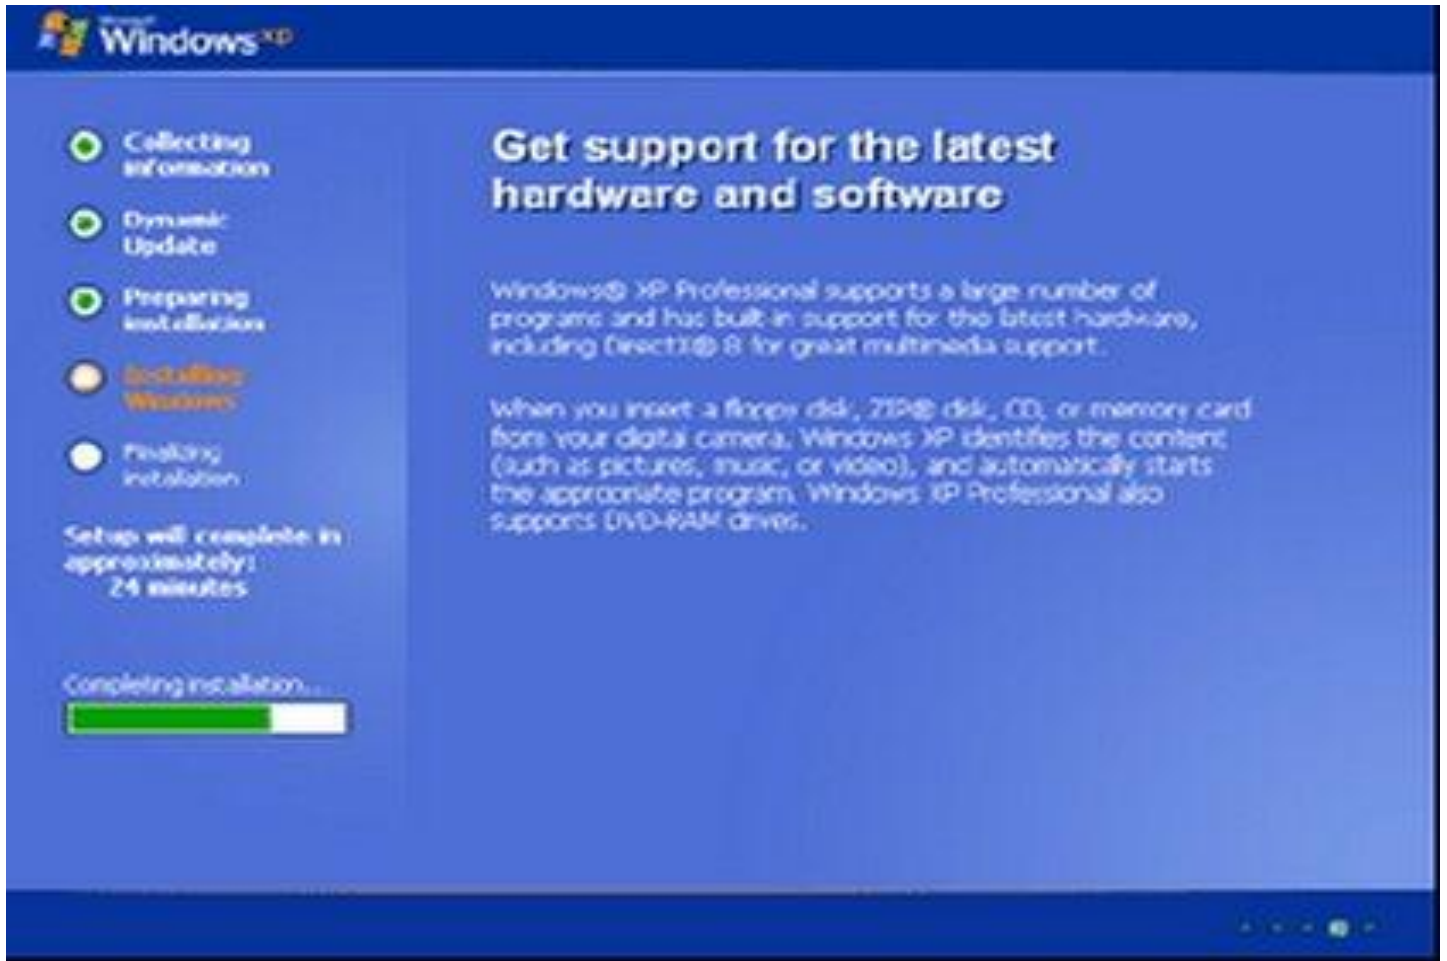 Microsoft
Windows xp
Collecting
information
Dynamic
Update
Preparing
installation
Installing
Windows
Finalizing
installation
Setup will complete in
approximately:
24 minutes
Completing installation...
Get support for the latest
hardware and software
Windows® XP Professional supports a large number of
programs and has built-in support for the latest hardware,
including DirectX® 8 for great multimedia support.
When you insert a floppy disk, ZIP® disk, CD, or memory card
from your digital camera, Windows XP identifies the content
(such as pictures, music, or video), and automatically starts
the appropriate program. Windows XP Professional also
supports DVD-RAM drives.